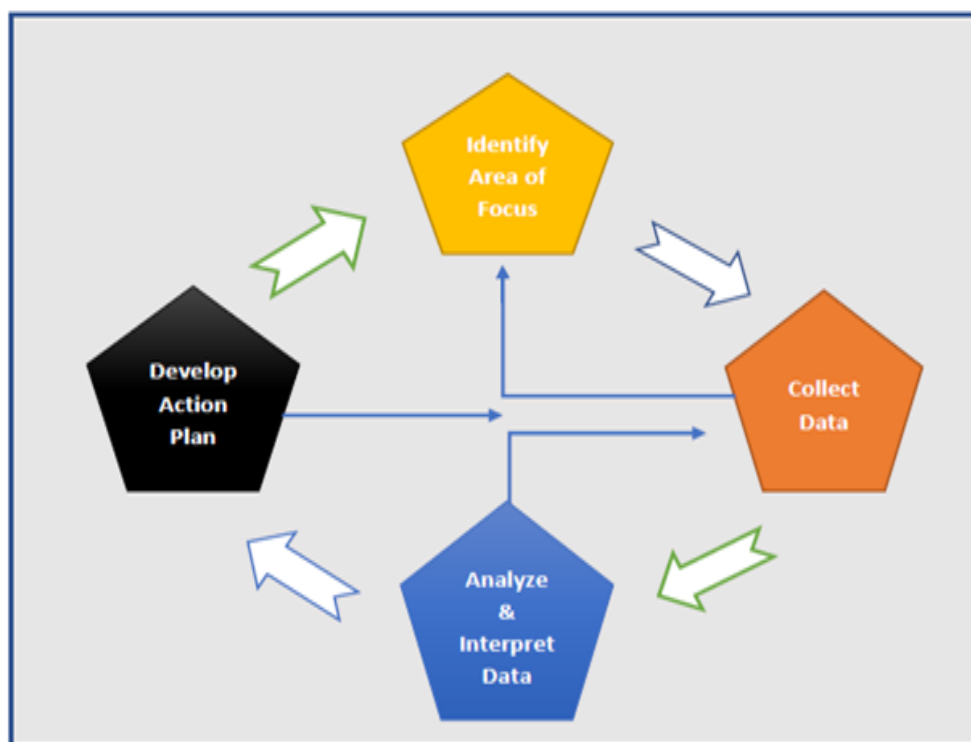 Identify
Area of
Focus
Develop
Action
Plan
Collect
Data
Analyze
&
Interpret
Data